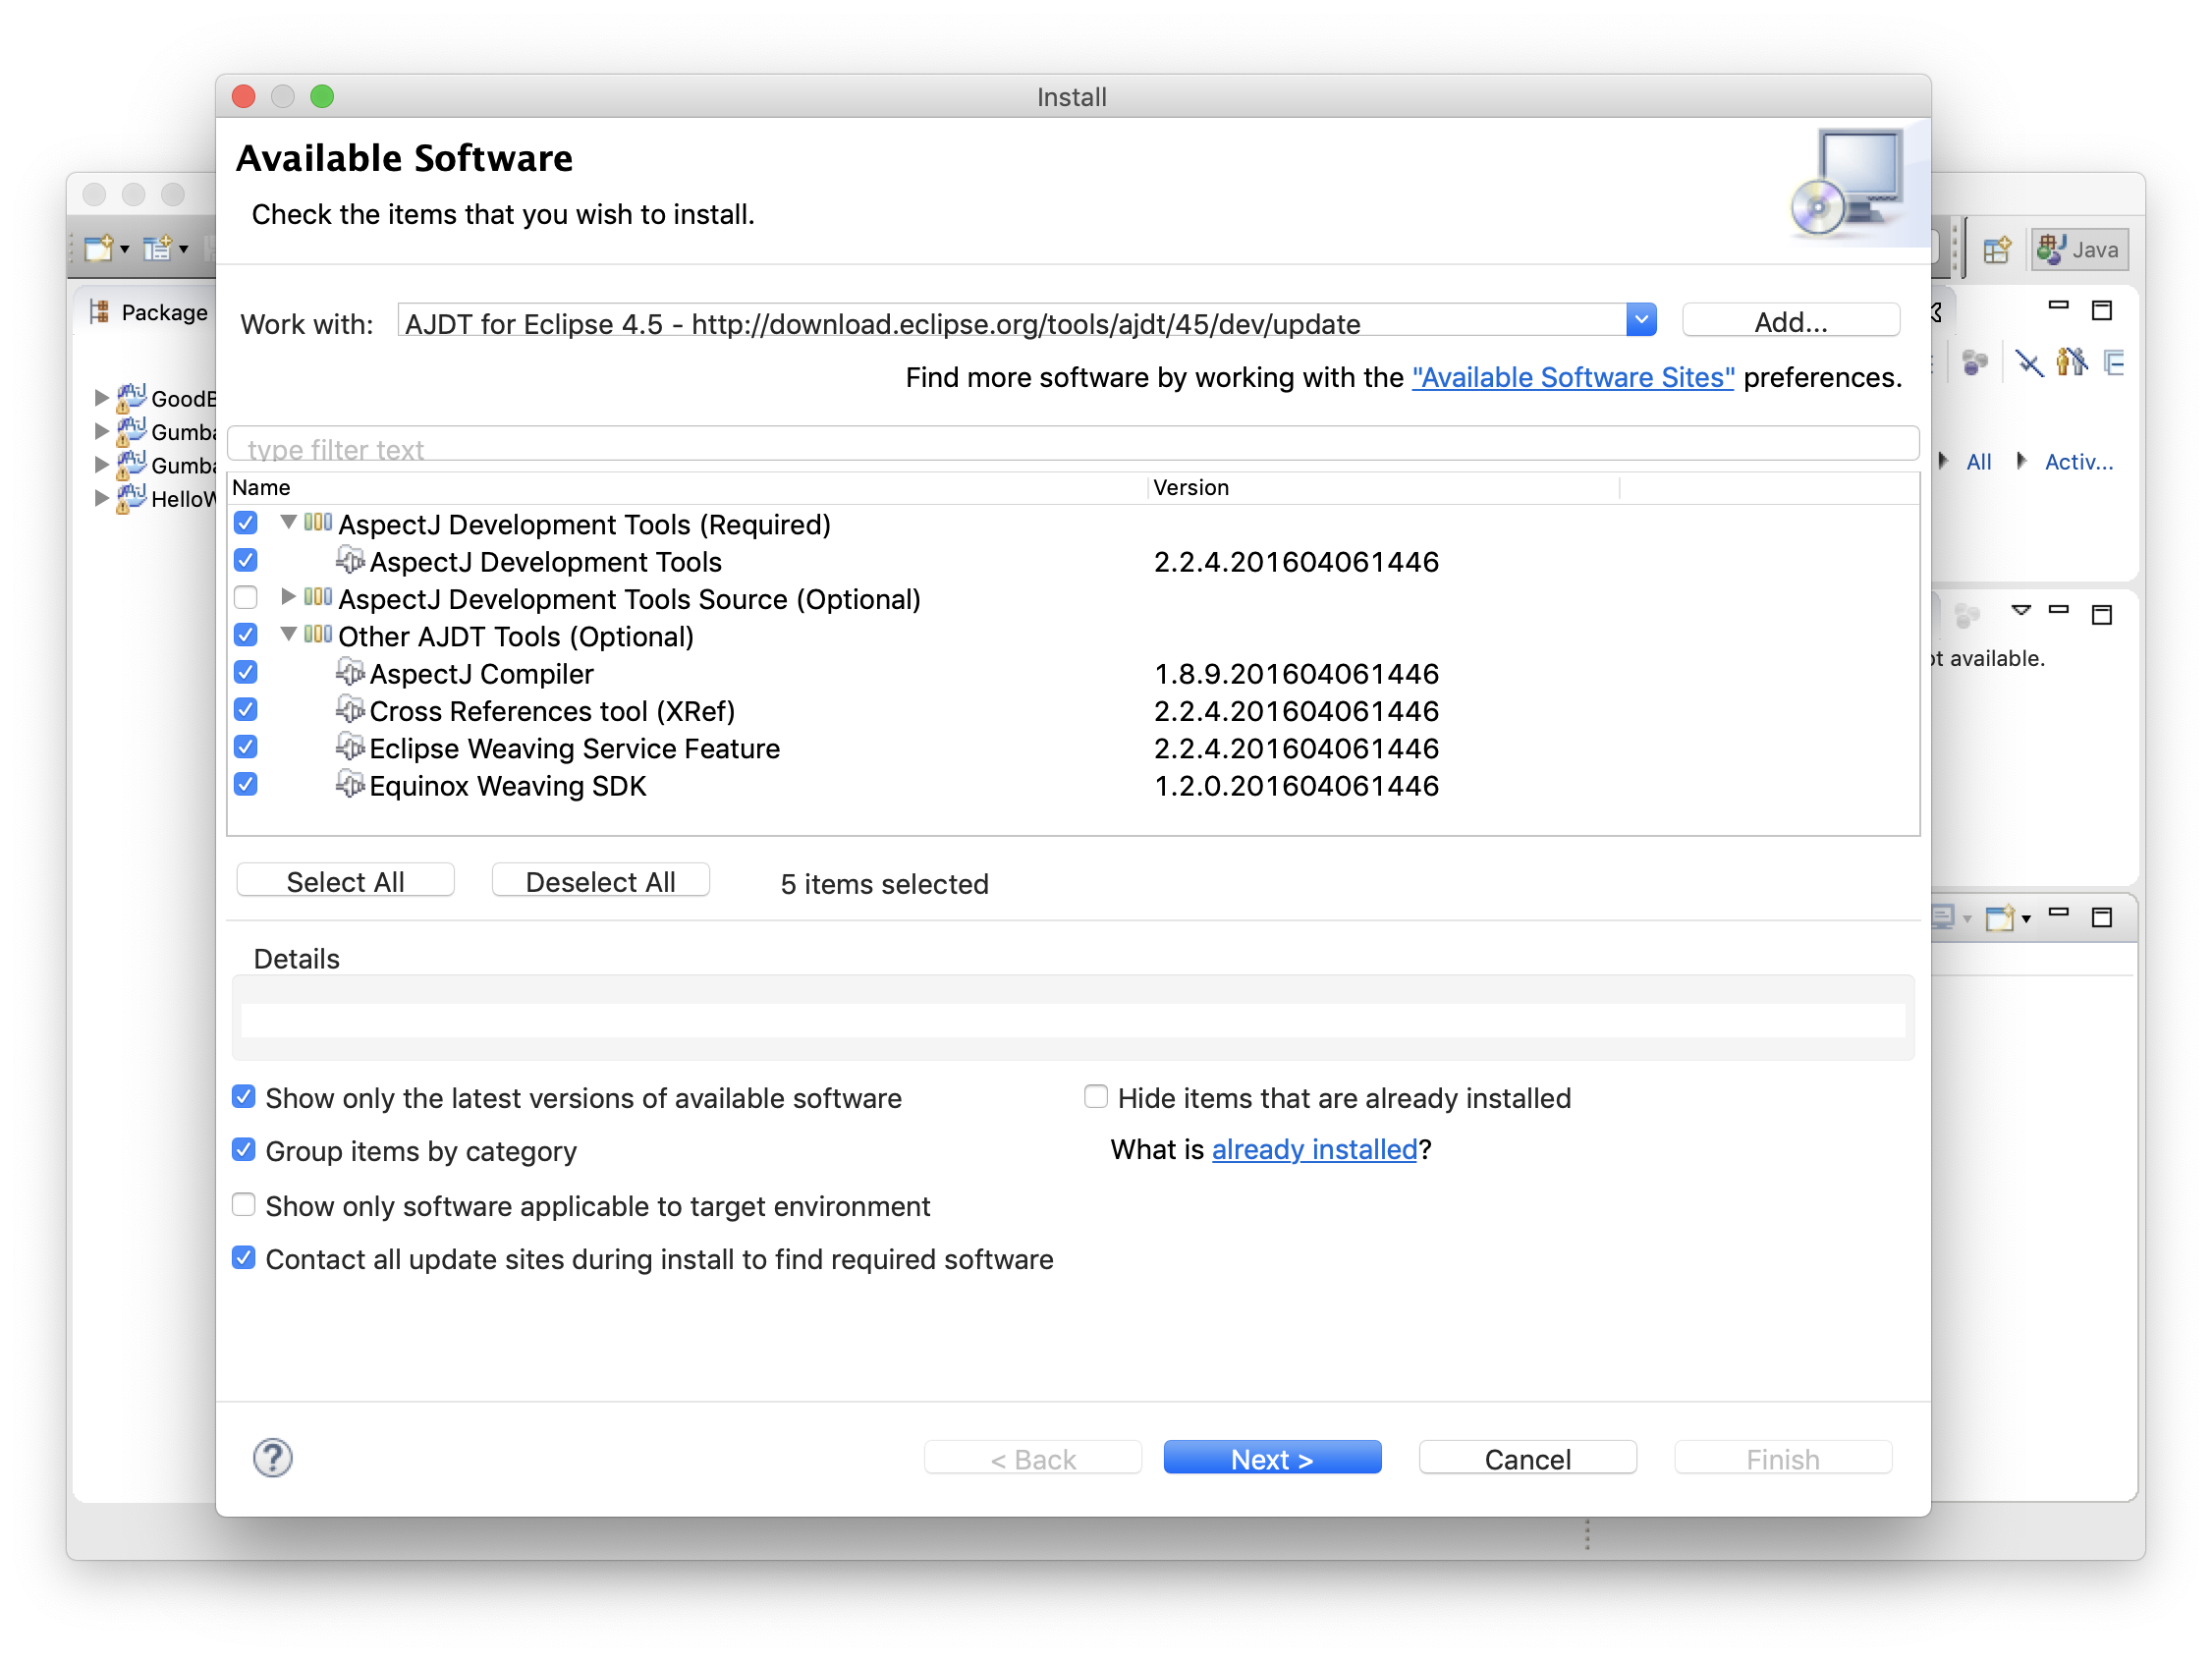 Install
Available Software
Check the items that you wish to install.
Java
Package
Work with: AJDT for Eclipse 4.5 - http://download.eclipse.org/tools/ajdt/45/dev/update Add...
Find more software by working with the "Available Software Sites" preferences.
GoodB
Gumba
Gumba
HelloW
type filter text
All Activ...
Name Version
AspectJ Development Tools (Required)
AspectJ Development Tools 2.2.4.201604061446
AspectJ Development Tools Source (Optional)
Other AJDT Tools (Optional)
ot available.
AspectJ Compiler 1.8.9.201604061446
Cross References tool (XRef) 2.2.4.201604061446
Eclipse Weaving Service Feature 2.2.4.201604061446
Equinox Weaving SDK 1.2.0.201604061446
Select All Deselect All 5 items selected
Details
Show only the latest versions of available software Hide items that are already installed
Group items by category What is already installed?
Show only software applicable to target environment
Contact all update sites during install to find required software
? < Back Next > Cancel Finish